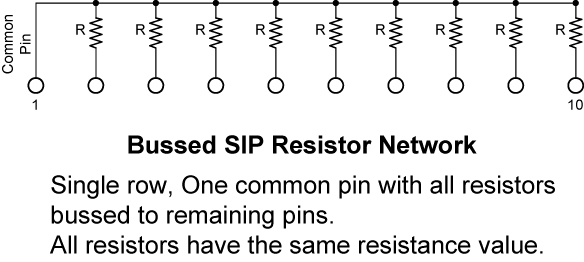 Common
Pin
R R R R R R R R R
1 10
Bussed SIP Resistor Network
Single row, One common pin with all resistors
bussed to remaining pins.
All resistors have the same resistance value.